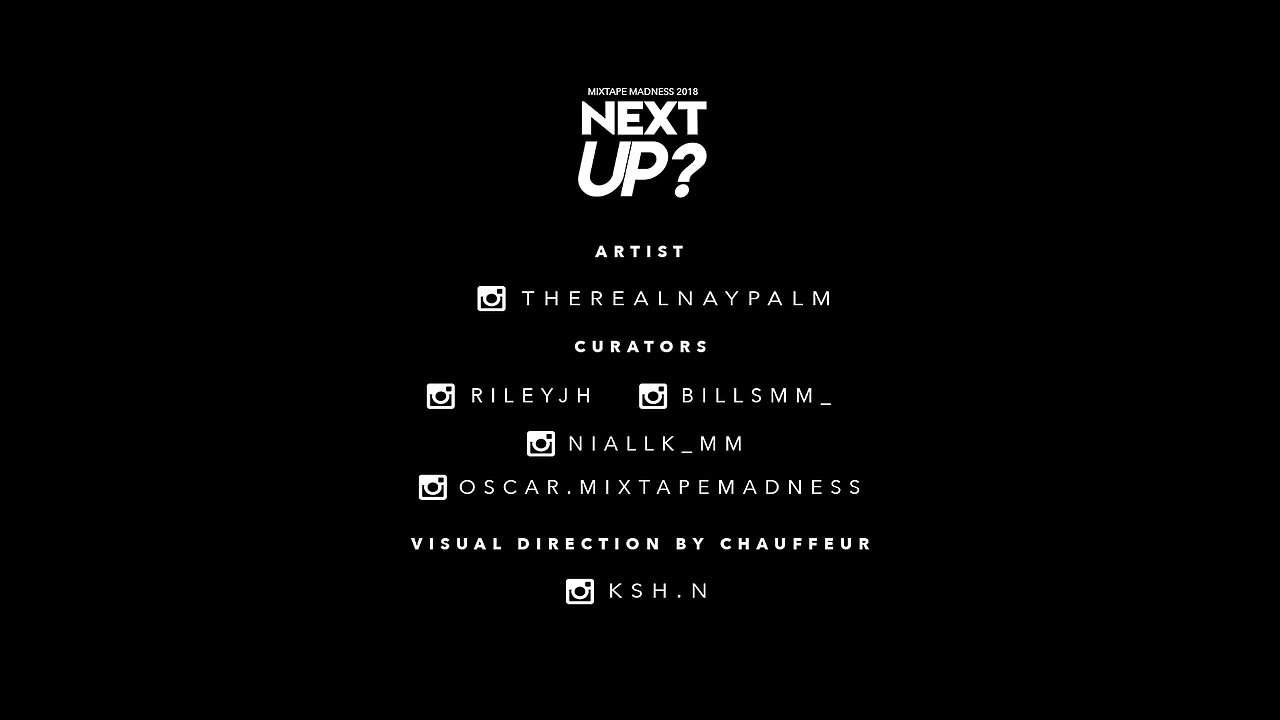 MIXTAPE MADNESS 2018
NEXT
UP?
ARTIST
THEREALNAYPALM
CURATORS
RILEYJH BILLSMM_
NIALLK_MM
OSCAR.MIXTAPEMADNESS
VISUAL DIRECTION BY CHAUFFEUR
KSH.N